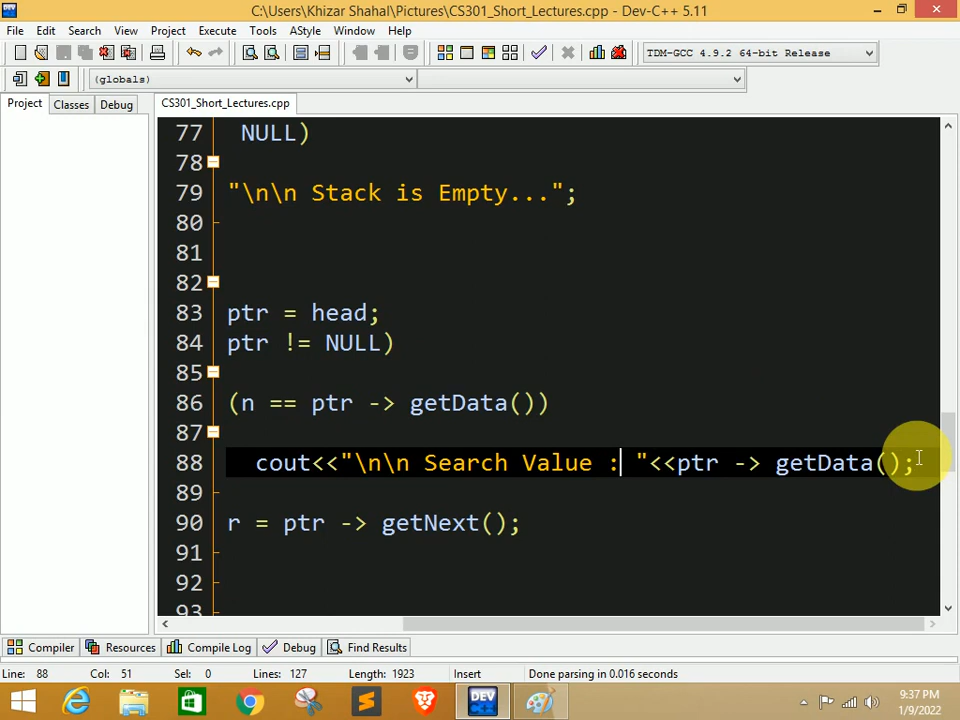 C:\Users\Khizar Shahal\Pictures\CS301_Short_Lectures.cpp - Dev-C++ 5.11
File Edit Search View Project Execute Tools AStyle Window Help
TDM-GCC 4.9.2 64-bit Release
(globals)
Project Classes Debug
CS301_Short_Lectures.cpp
77 NULL)
78
79 "\n\n Stack is Empty...";
80
81
82
83 ptr = head;
84 ptr != NULL)
85
86 (n == ptr -> getData())
87
88 cout<<"\n\n Search Value : "<<ptr -> getData();
89
90 r = ptr -> getNext();
91
92
93
Compiler Resources Compile Log Debug Find Results
Line: 88 Col: 51 Sel: 0 Lines: 127 Length: 1923 Insert Done parsing in 0.016 seconds
DEV
9:37 PM
1/9/2022